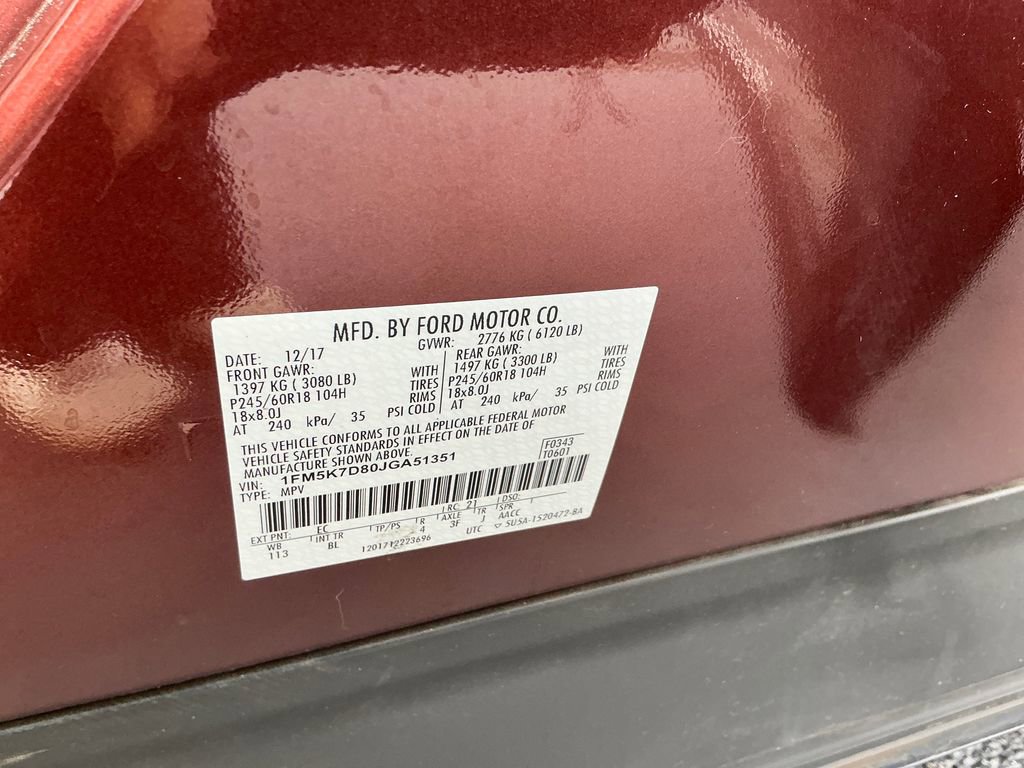 MFD. BY FORD MOTOR CO.
DATE: 12/17 GVWR: 2776 KG ( 6120 LB)
FRONT GAWR: WITH REAR GAWR: WITH
1397 KG ( 3080 LB) TIRES 1497 KG ( 3300 LB) TIRES
P245/60R18 104H RIMS P245/60R18 104H RIMS
18x8.0J 18x8.0J
AT 240 kPa/ 35 PSI COLD AT 240 kPa/ 35 PSI COLD
THIS VEHICLE CONFORMS TO ALL APPLICABLE FEDERAL MOTOR
VEHICLE SAFETY STANDARDS IN EFFECT ON THE DATE OF
MANUFACTURE SHOWN ABOVE.
F0343
VIN: 1FM5K7D80JGA51351 T0601
TYPE: MPV
EXT PNT: EC RC: 21 DSO:
WB INT TR TP/PS R AXLE TR SPR
113 BL 4 3F J AACC
1201712223696 UTC 5U5A-1520472-BA